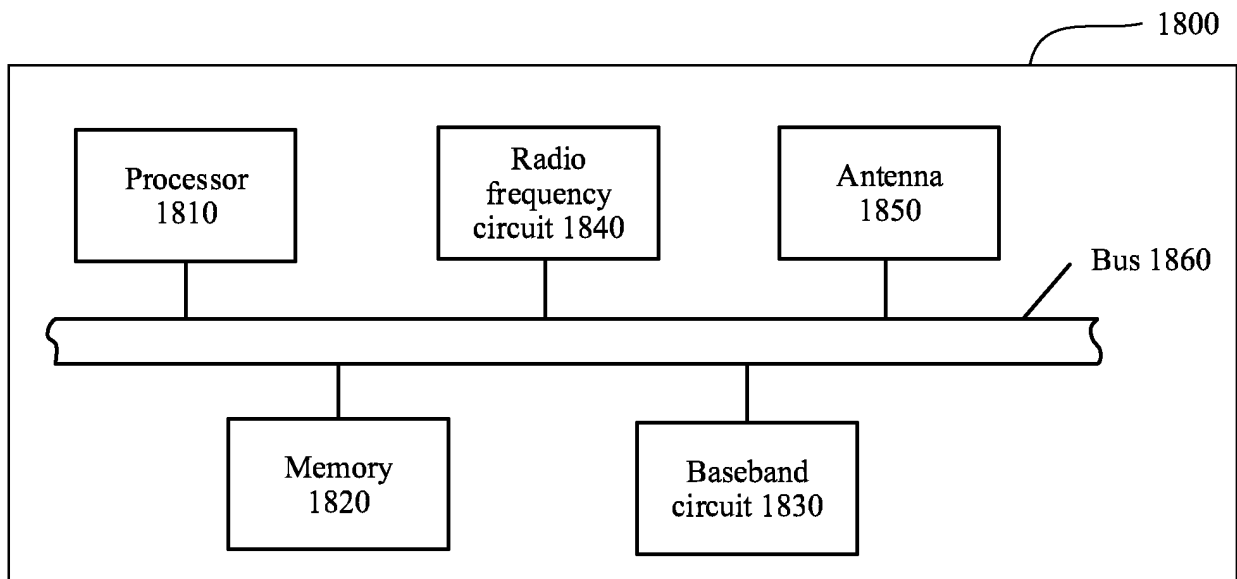 1800
Processor
1810
Radio
frequency
circuit 1840
Antenna
1850
Bus 1860
Memory
1820
Baseband
circuit 1830